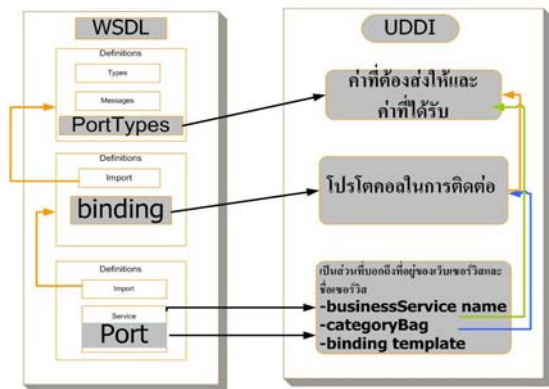 WSDL
Definitions
Types
Messages
PortTypes
Definitions
Import
binding
Definitions
Import
Service
Port
UDDI
ค่าที่ต้องส่งให้และ
ค่าที่ได้รับ
โปรโตคอลในการติดต่อ
เป็นส่วนที่บอกถึงที่อยู่ของเว็บเซอร์วิสและ
ชื่อเซอร์วิส
-businessService name
-categoryBag
-binding template